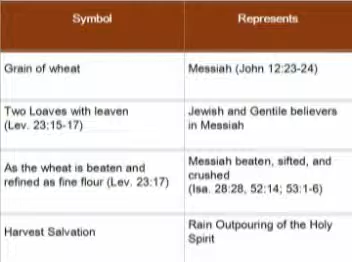 Symbol
Represents
Grain of wheat
Messiah (John 12:23-24)
Two Loaves with leaven
(Lev. 23:15-17)
Jewish and Gentile believers
in Messiah
As the wheat is beaten and
refined as fine flour (Lev. 23:17)
Messiah beaten, sifted, and
crushed
(Isa. 28:28, 52:14; 53:1-6)
Harvest Salvation
Rain Outpouring of the Holy
Spirit